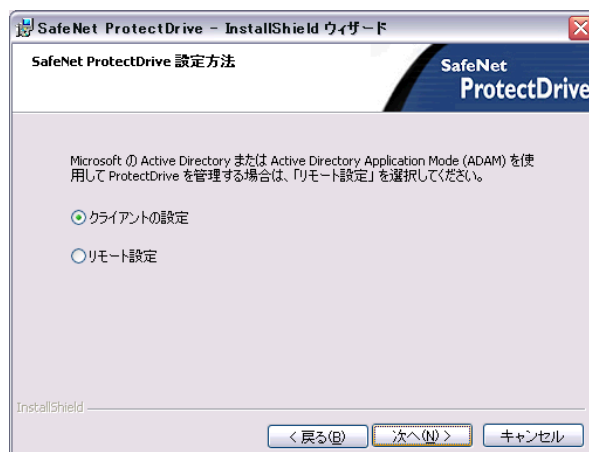 SafeNet ProtectDrive - InstallShield ウィザード
SafeNet ProtectDrive 設定方法
SafeNet
ProtectDrive
Microsoft の Active Directory または Active Directory Application Mode (ADAM) を使
用して ProtectDrive を管理する場合は、「リモート設定」を選択してください。
クライアントの設定
リモート設定
InstallShield
< 戻る(B)
次へ(N) >
キャンセル